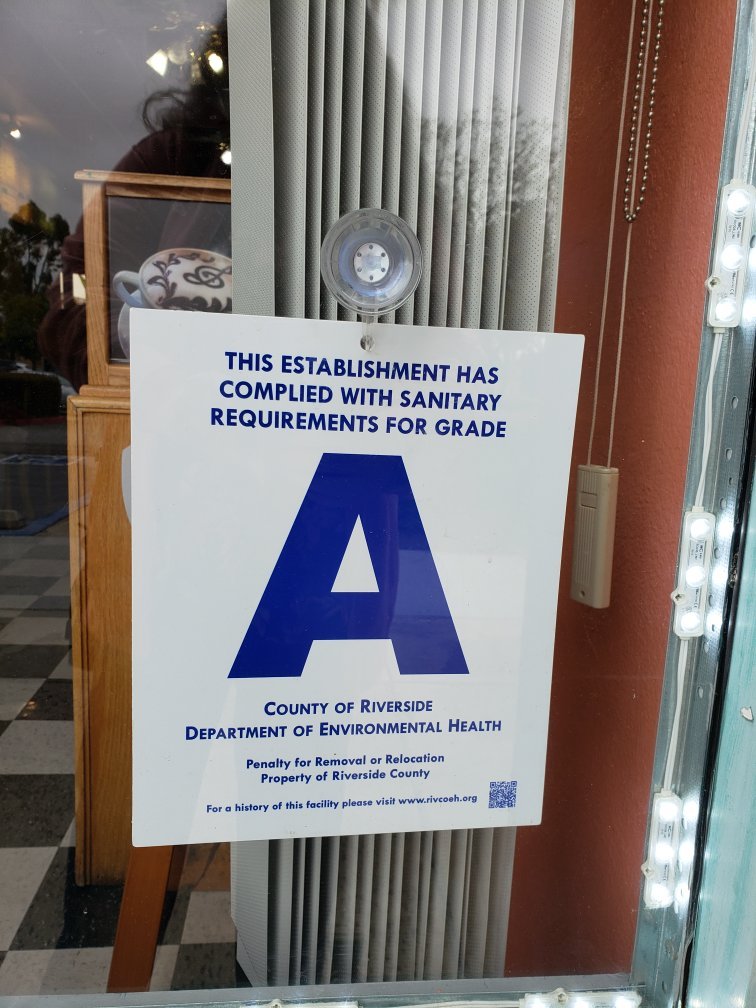 THIS ESTABLISHMENT HAS
COMPLIED WITH SANITARY
REQUIREMENTS FOR GRADE
A
COUNTY OF RIVERSIDE
DEPARTMENT OF ENVIRONMENTAL HEALTH
Penalty for Removal or Relocation
Property of Riverside County
For a history of this facility please visit www.rivcoeh.org